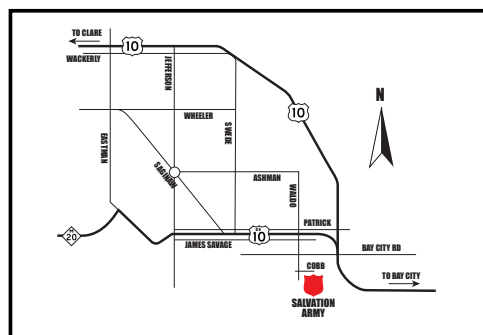 TO CLARE
10
WACKERLY
JEFFERSON
10
N
WHEELER
EASTMAN
SWEDE
SAGINAW
ASHMAN
WALDO
PATRICK
M
20
BR
10
JAMES SAVAGE
BAY CITY RD
COBB
TO BAY CITY
SALVATION
ARMY